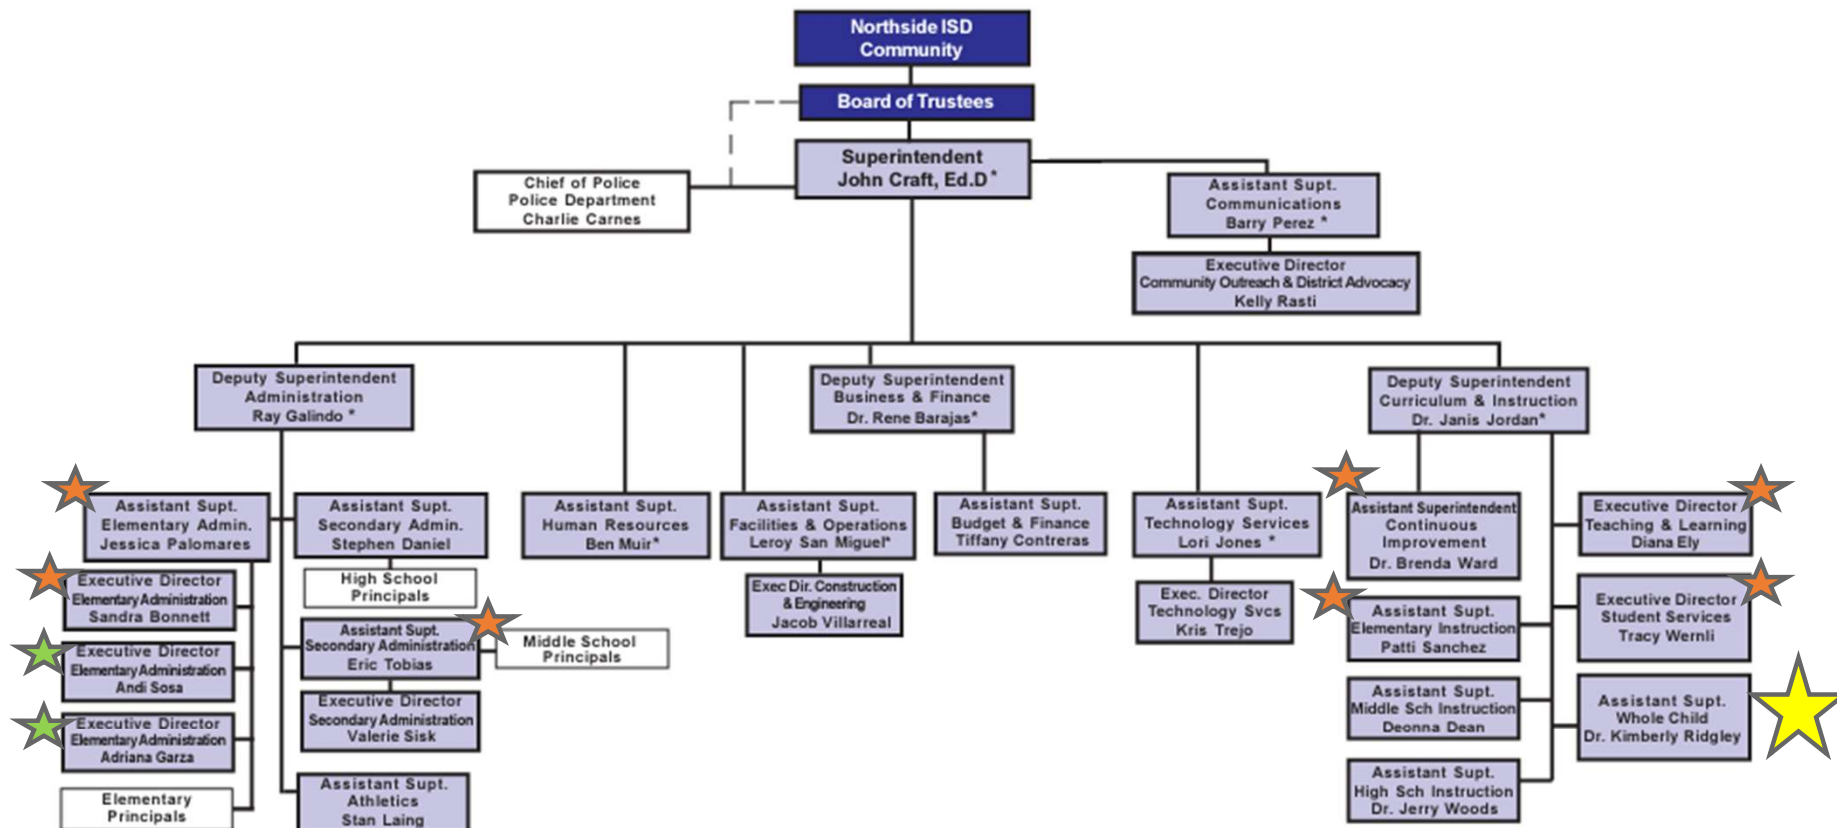 Northside ISD
Community
Board of Trustees
Superintendent
John Craft, Ed.D*
Chief of Police
Police Department
Charlie Carnes
Assistant Supt.
Communications
Barry Perez *
Executive Director
Community Outreach & District Advocacy
Kelly Rasti
Deputy Superintendent
Administration
Ray Galindo *
Deputy Superintendent
Business & Finance
Dr. Rene Barajas*
Deputy Superintendent
Curriculum & Instruction
Dr. Janis Jordan*
Assistant Supt.
Elementary Admin.
Jessica Palomares
Executive Director
Elementary Administration
Sandra Bonnett
Executive Director
Elementary Administration
Andi Sosa
Executive Director
Elementary Administration
Adriana Garza
Elementary
Principals
Assistant Supt.
Secondary Admin.
Stephen Daniel
High School
Principals
Assistant Supt.
Secondary Administration
Eric Tobias
Middle School
Principals
Executive Director
Secondary Administration
Valerie Sisk
Assistant Supt.
Athletics
Stan Laing
Assistant Supt.
Human Resources
Ben Muir*
Assistant Supt.
Facilities & Operations
Leroy San Miguel*
Exec Dir. Construction
& Engineering
Jacob Villarreal
Assistant Supt.
Budget & Finance
Tiffany Contreras
Assistant Supt.
Technology Services
Lori Jones *
Exec. Director
Technology Svcs
Kris Trejo
Assistant Superintendent
Continuous
Improvement
Dr. Brenda Ward
Assistant Supt.
Elementary Instruction
Patti Sanchez
Assistant Supt.
Middle Sch Instruction
Deonna Dean
Assistant Supt.
High Sch Instruction
Dr. Jerry Woods
Executive Director
Teaching & Learning
Diana Ely
Executive Director
Student Services
Tracy Wernli
Assistant Supt.
Whole Child
Dr. Kimberly Ridgley